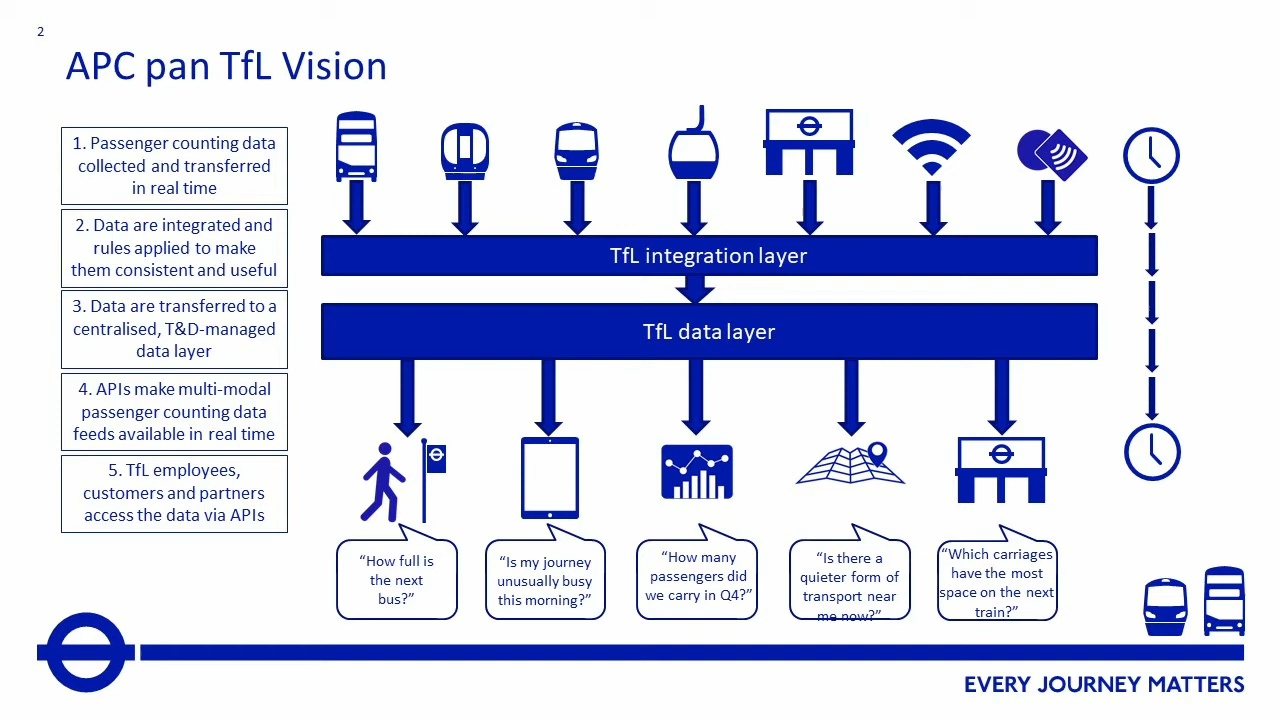 2
APC pan TfL Vision
1. Passenger counting data
collected and transferred
in real time
2. Data are integrated and
rules applied to make
them consistent and useful
3. Data are transferred to a
centralised, T&D-managed
data layer
4. APIs make multi-modal
passenger counting data
feeds available in real time
5. TfL employees,
customers and partners
access the data via APIs
TfL integration layer
TfL data layer
“How full is
the next
bus?”
“Is my journey
unusually busy
this morning?”
“How many
passengers did
we carry in Q4?”
“Is there a
quieter form of
transport near
me now?”
“Which carriages
have the most
space on the next
train?”
EVERY JOURNEY MATTERS